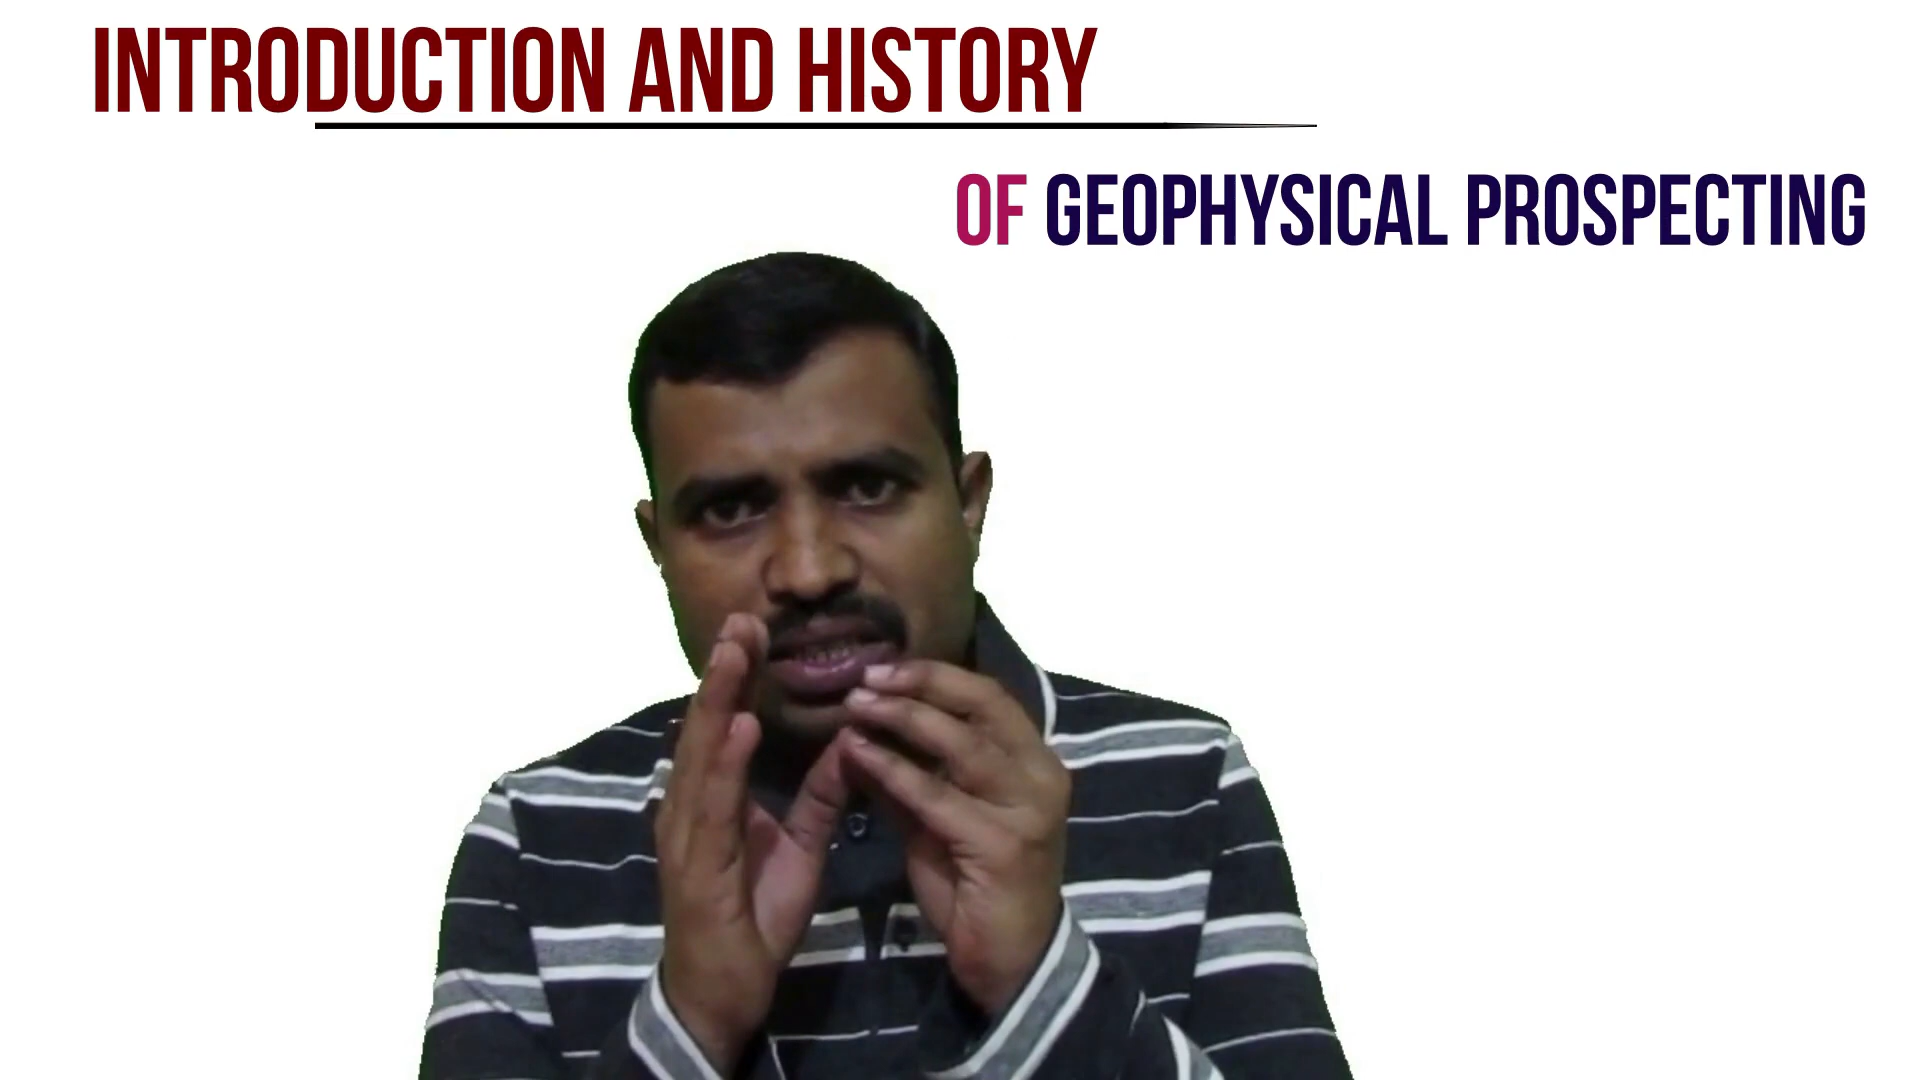 INTRODUCTION AND HISTORY
OF GEOPHYSICAL PROSPECTING